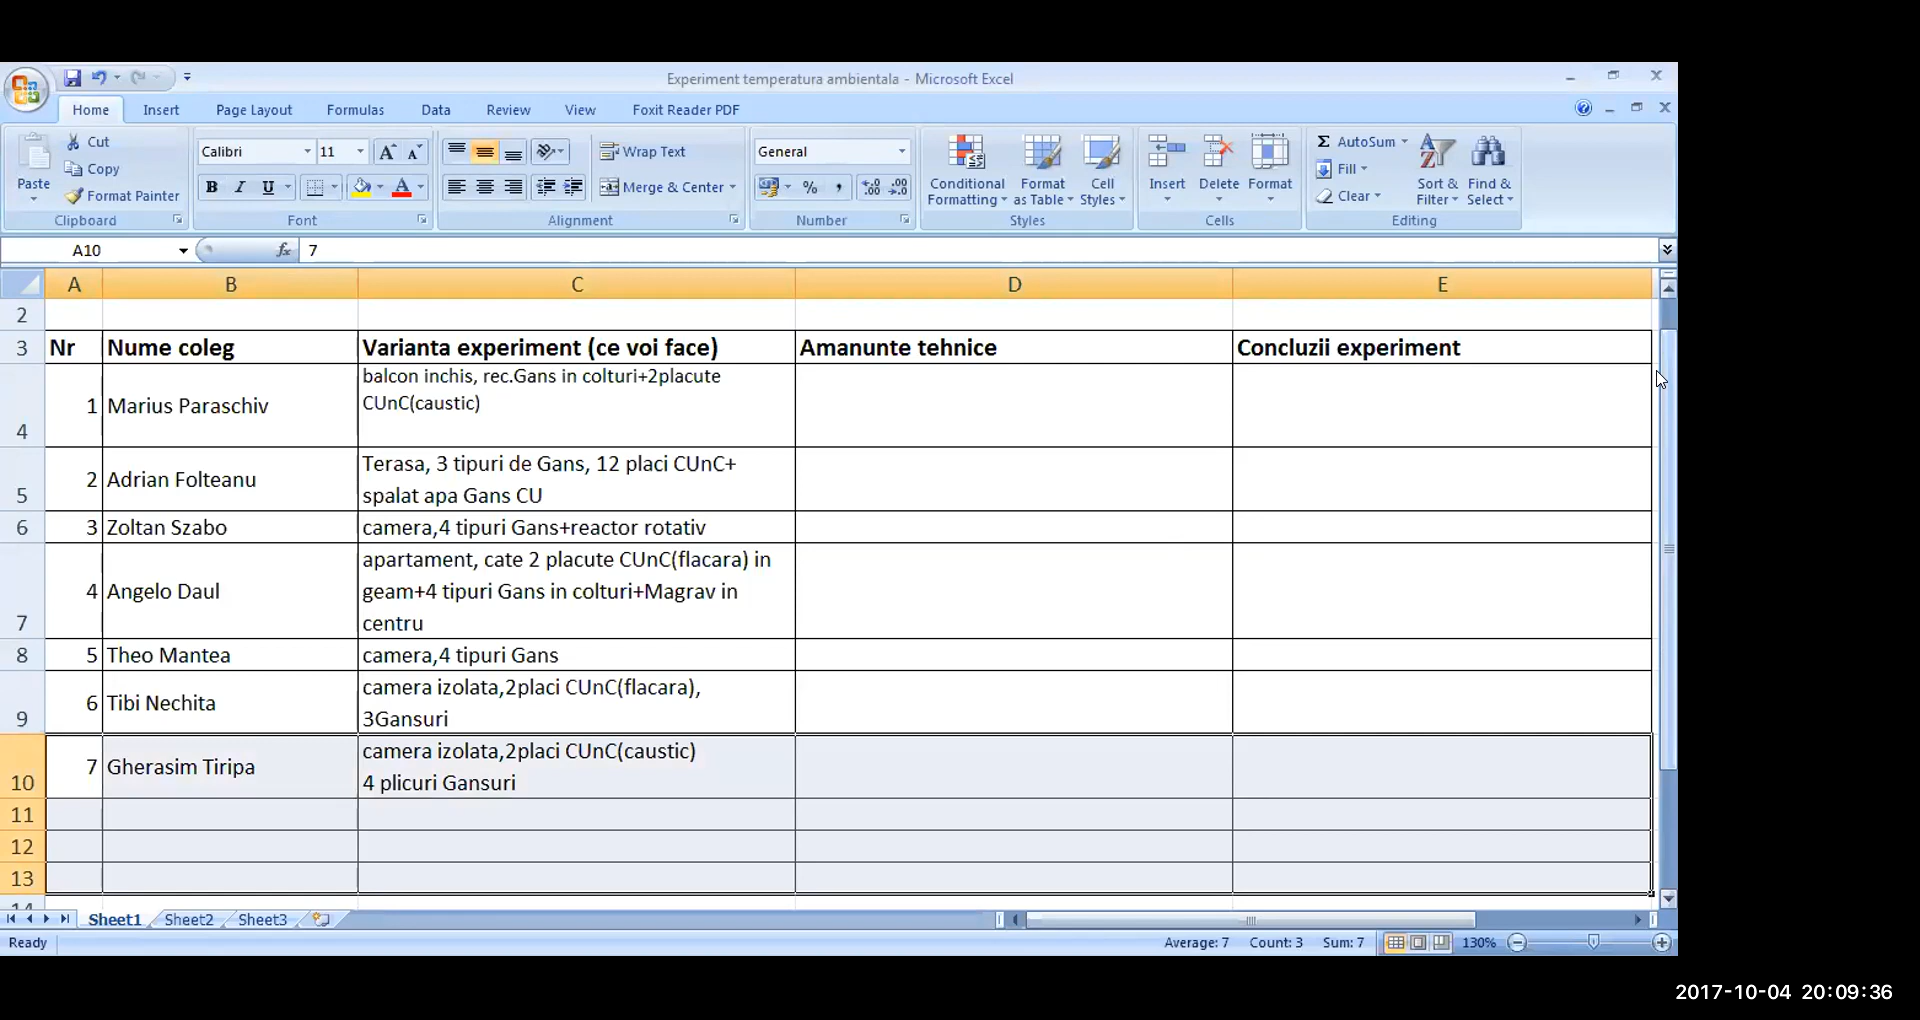 Experiment temperatura ambientala - Microsoft Excel
Home Insert Page Layout Formulas Data Review View Foxit Reader PDF
Paste
Cut
Copy
Format Painter
Clipboard
Calibri 11
B I U
Font
Wrap Text
Merge & Center
Alignment
General
Number
Conditional Formatting
Format as Table
Cell Styles
Styles
Insert Delete Format
Cells
AutoSum
Fill
Clear
Sort & Filter
Find & Select
Editing
A10 fx 7
A B C D E
2
3 Nr Nume coleg Varianta experiment (ce voi face) Amanunte tehnice Concluzii experiment
4 1 Marius Paraschiv balcon inchis, rec.Gans in colturi+2placute
CUnC(caustic)
5 2 Adrian Folteanu Terasa, 3 tipuri de Gans, 12 placi CUnC+
spalat apa Gans CU
6 3 Zoltan Szabo camera,4 tipuri Gans+reactor rotativ
7 4 Angelo Daul apartament, cate 2 placute CUnC(flacara) in
geam+4 tipuri Gans in colturi+Magrav in
centru
8 5 Theo Mantea camera,4 tipuri Gans
9 6 Tibi Nechita camera izolata,2placi CUnC(flacara),
3Gansuri
10 7 Gherasim Tiripa camera izolata,2placi CUnC(caustic)
4 plicuri Gansuri
11
12
13
14
Sheet1 Sheet2 Sheet3
Ready Average: 7 Count: 3 Sum: 7 130%
2017-10-04 20:09:36